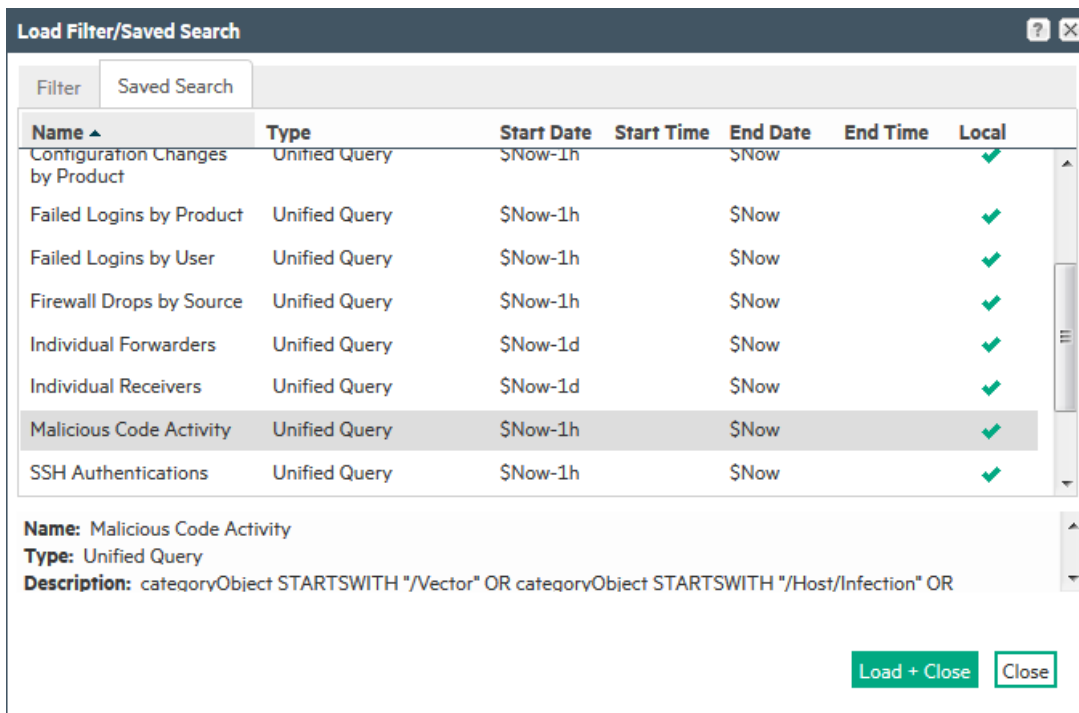 Load Filter/Saved Search
?
Filter Saved Search
Name Type Start Date Start Time End Date End Time Local
Configuration Changes by Product Unified Query $Now-1h $Now
Failed Logins by Product Unified Query $Now-1h $Now
Failed Logins by User Unified Query $Now-1h $Now
Firewall Drops by Source Unified Query $Now-1h $Now
Individual Forwarders Unified Query $Now-1d $Now
Individual Receivers Unified Query $Now-1d $Now
Malicious Code Activity Unified Query $Now-1h $Now
SSH Authentications Unified Query $Now-1h $Now
Name: Malicious Code Activity
Type: Unified Query
Description: categoryObject STARTSWITH "/Vector" OR categoryObject STARTSWITH "/Host/Infection" OR
Load + Close Close